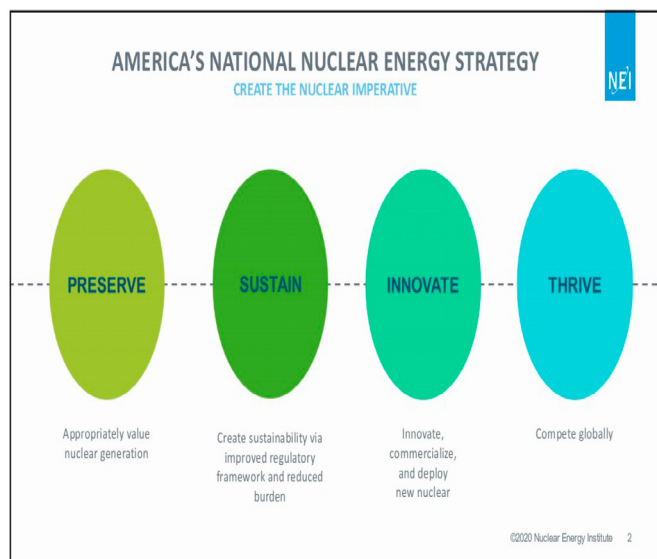 AMERICA'S NATIONAL NUCLEAR ENERGY STRATEGY
CREATE THE NUCLEAR IMPERATIVE
NEI
PRESERVE
SUSTAIN
INNOVATE
THRIVE
Appropriately value
nuclear generation
Create sustainability via
improved regulatory
framework and reduced
burden
Innovate,
commercialize,
and deploy
new nuclear
Compete globally
©2020 Nuclear Energy Institute 2